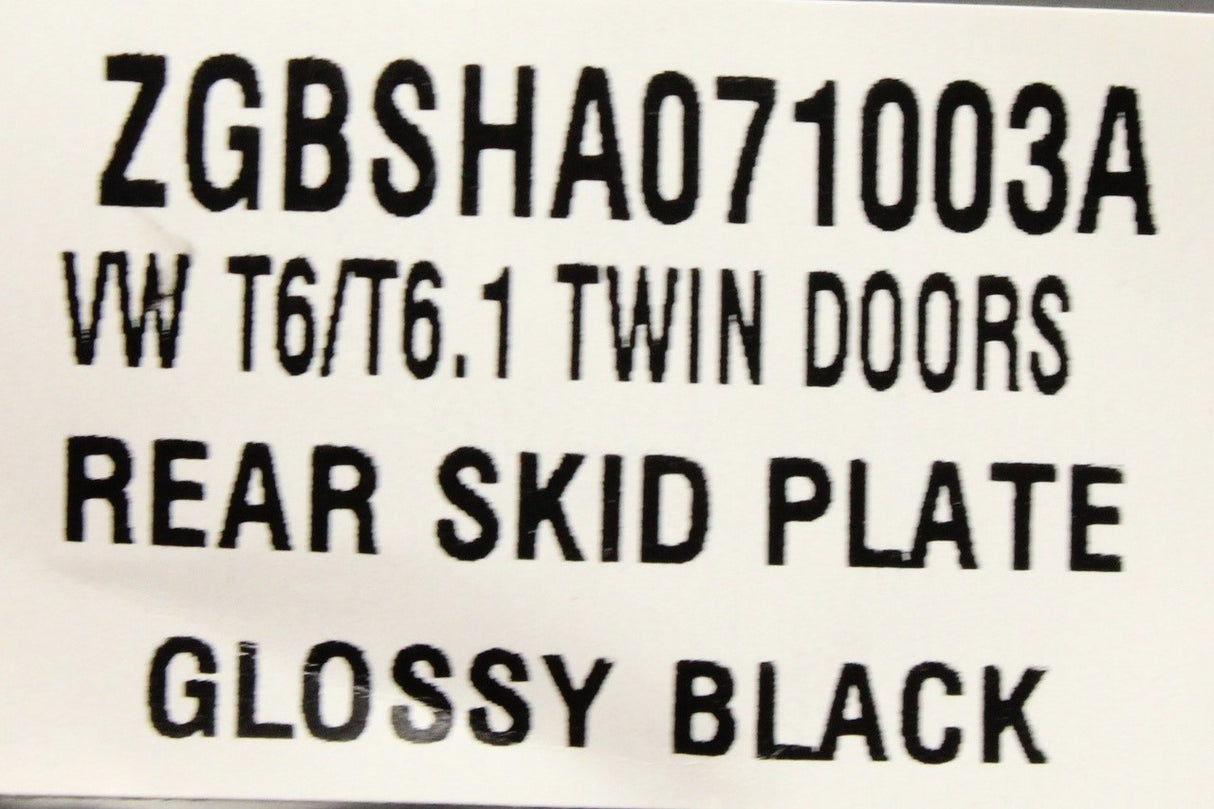 ZGBSHA071003A
VW T6/T6.1 TWIN DOORS
REAR SKID PLATE
GLOSSY BLACK